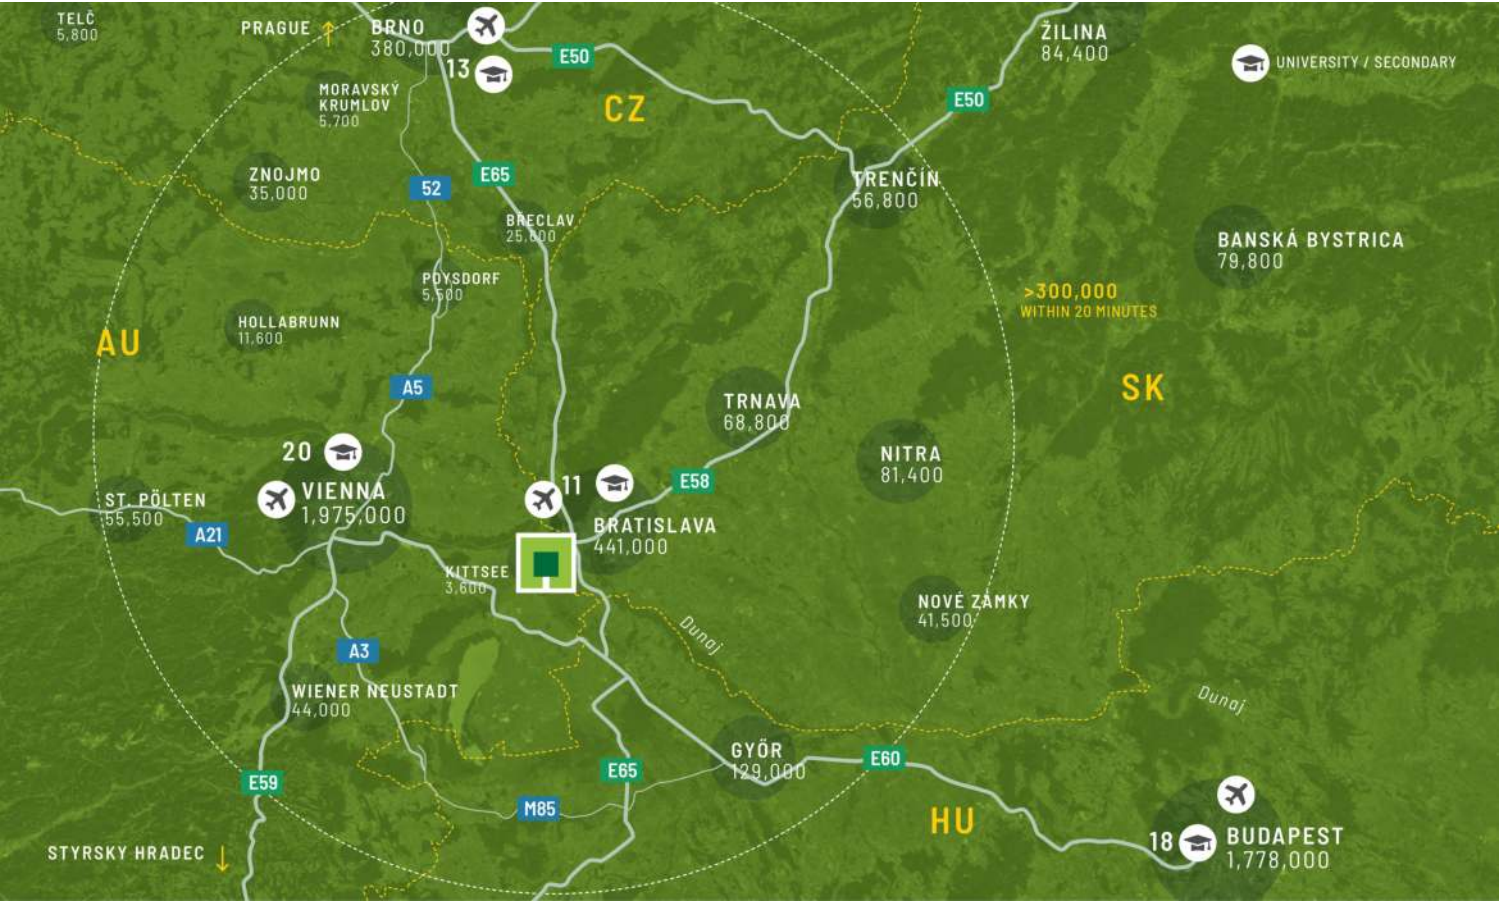 TELČ
5,800
PRAGUE ↑
BRNO
380,000
13
E50
CZ
ŽILINA
84,400
UNIVERSITY / SECONDARY
MORAVSKÝ
KRUMLOV
5.700
E50
ZNOJMO
35,000
52
E65
TRENČÍN
56,800
BŘECLAV
25,600
BANSKÁ BYSTRICA
79,800
POYSDORF
5,500
>300,000
WITHIN 20 MINUTES
HOLLABRUNN
11,600
AU
A5
SK
TRNAVA
68,800
20
VIENNA
1,975,000
NITRA
81,400
11
E58
ST. PÖLTEN
55,500
A21
BRATISLAVA
441,000
KITTSEE
3,600
NOVÉ ZÁMKY
41,500
Dunaj
A3
WIENER NEUSTADT
44,000
Dunaj
GYÖR
129,000
E60
E59
E65
M85
HU
18
BUDAPEST
1,778,000
STYRSKY HRADEC ↓